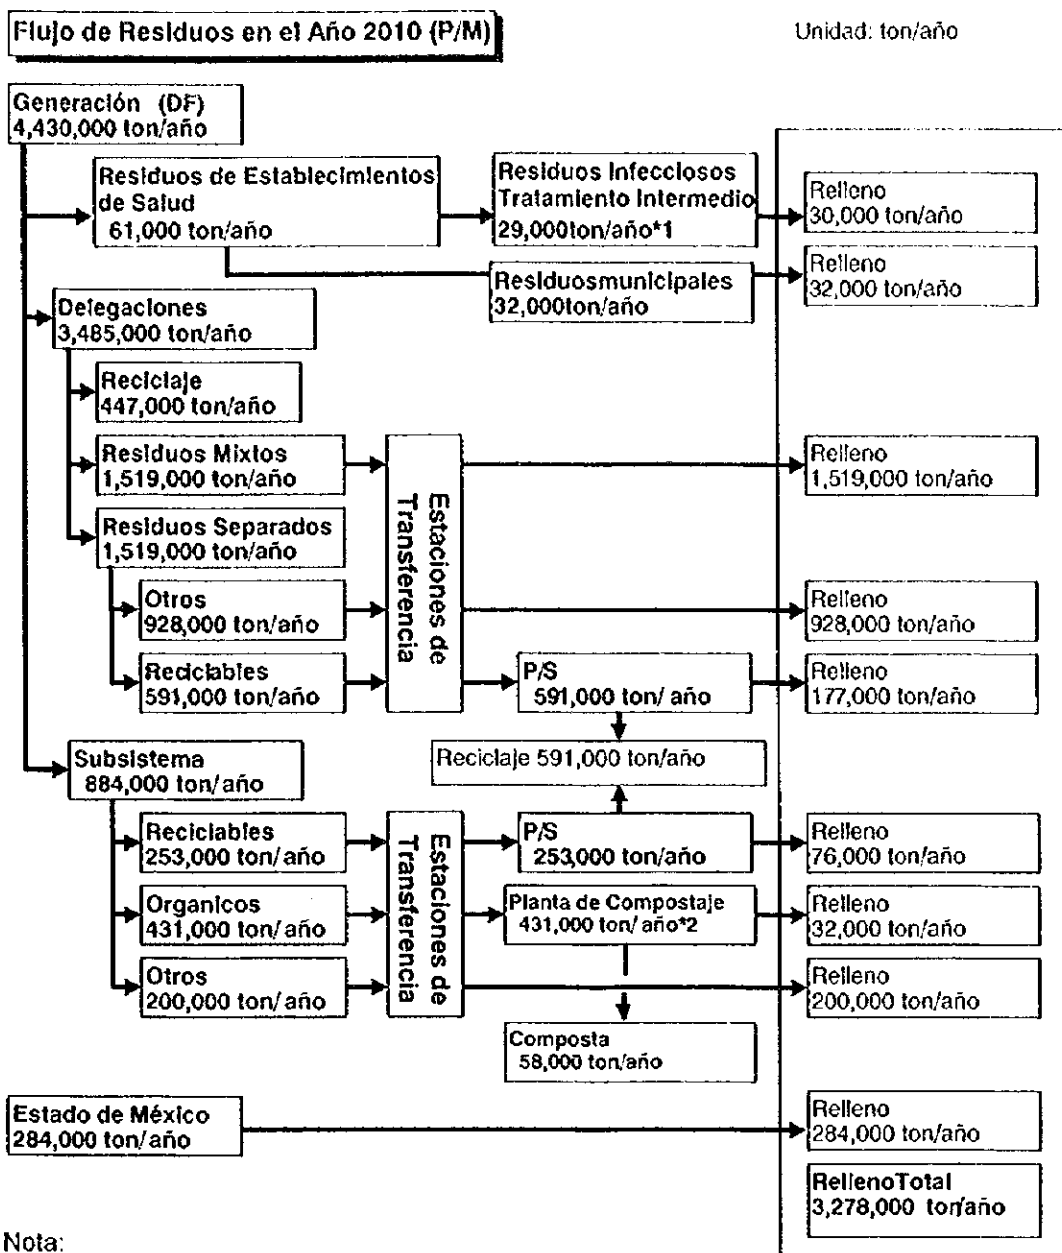 Flujo de Residuos en el Año 2010 (P/M)
Unidad: ton/año
Generación (DF)
4,430,000 ton/año
Residuos de Establecimientos
de Salud
61,000 ton/año
Residuos Infecciosos
Tratamiento Intermedio
29,000ton/año*1
Relleno
30,000 ton/año
Residuosmunicipales
32,000ton/año
Relleno
32,000 ton/año
Delegaciones
3,485,000 ton/año
Reciclaje
447,000 ton/año
Residuos Mixtos
1,519,000 ton/año
Estaciones de
Transferencia
Relleno
1,519,000 ton/año
Residuos Separados
1,519,000 ton/año
Otros
928,000 ton/año
Relleno
928,000 ton/año
Reciclables
591,000 ton/año
P/S
591,000 ton/ año
Relleno
177,000 ton/año
Subsistema
884,000 ton/ año
Reciclaje 591,000 ton/año
Reciclables
253,000 ton/ año
Estaciones de
Transferencia
P/S
253,000 ton/año
Relleno
76,000 ton/año
Organicos
431,000 ton/ año
Planta de Compostaje
431,000 ton/ año*2
Relleno
32,000 ton/año
Otros
200,000 ton/ año
Relleno
200,000 ton/año
Composta
58,000 ton/año
Estado de México
284,000 ton/ año
Relleno
284,000 ton/año
RellenoTotal
3,278,000 ton/año
Nota: